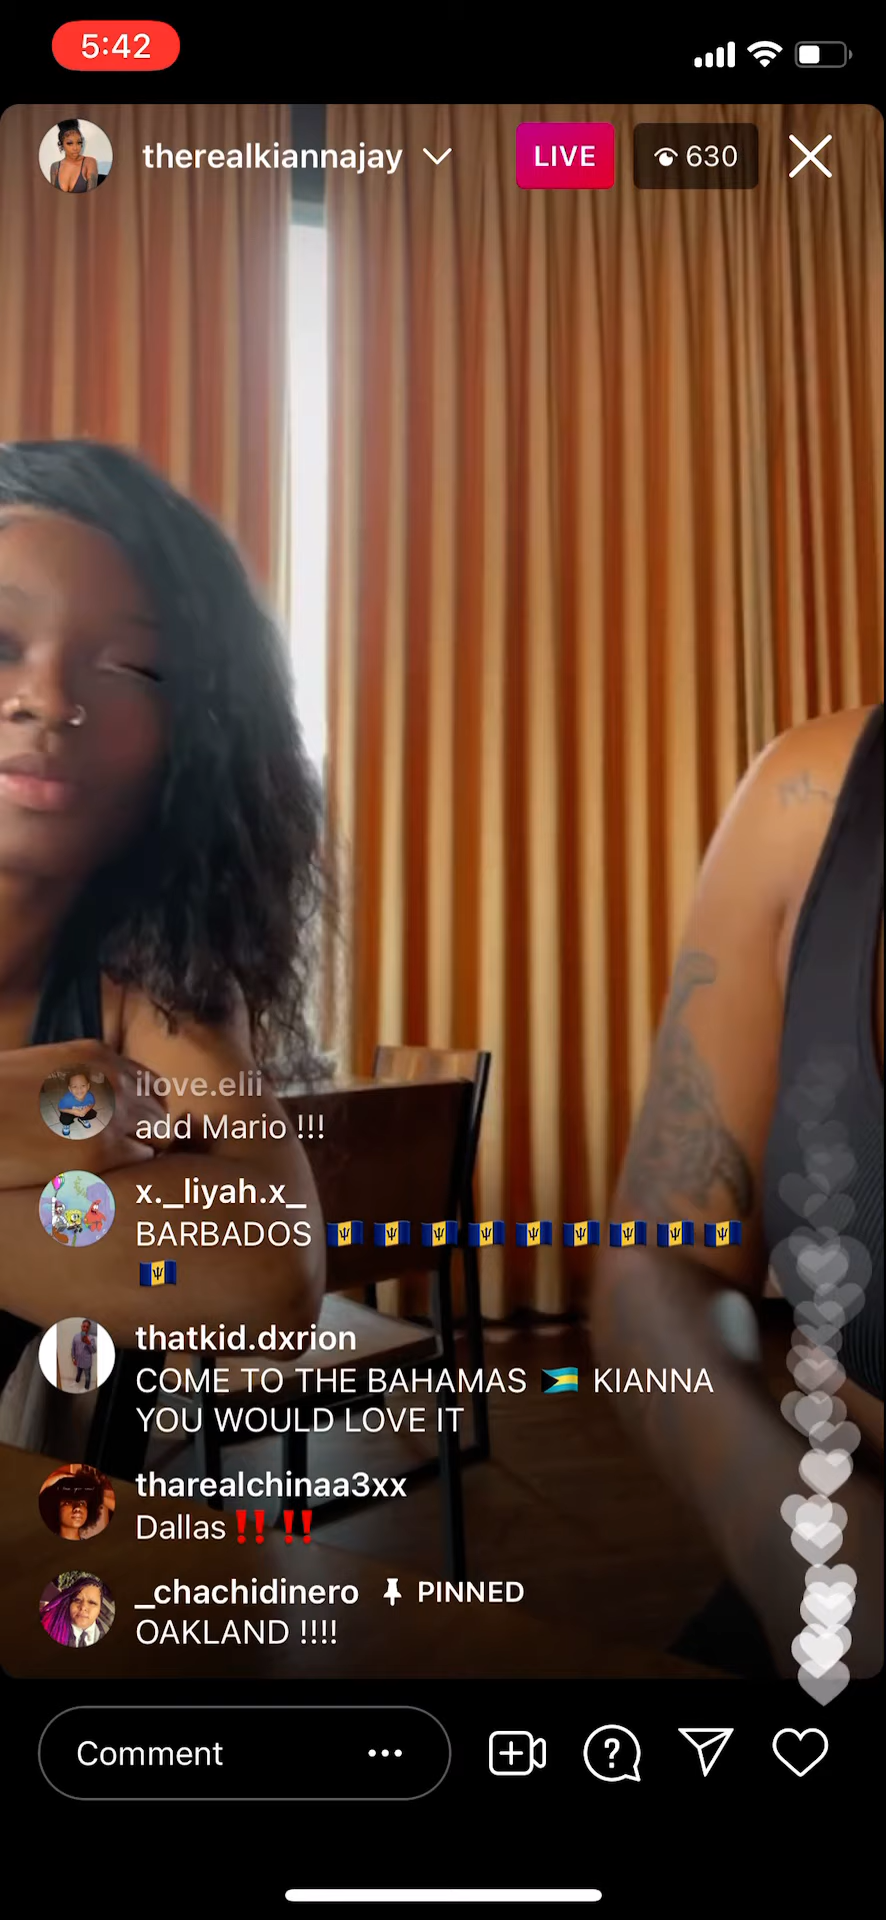 5:42
therealkiannajay
LIVE
630
ilove.elii
add Mario !!!
x._liyah.x_
BARBADOS 🇧🇧 🇧🇧 🇧🇧 🇧🇧 🇧🇧 🇧🇧 🇧🇧 🇧🇧 🇧🇧
🇧🇧
thatkid.dxrion
COME TO THE BAHAMAS 🇧🇸 KIANNA
YOU WOULD LOVE IT
tharealchinaa3xx
Dallas‼️ ‼️
_chachidinero 📌 PINNED
OAKLAND !!!!
Comment ...